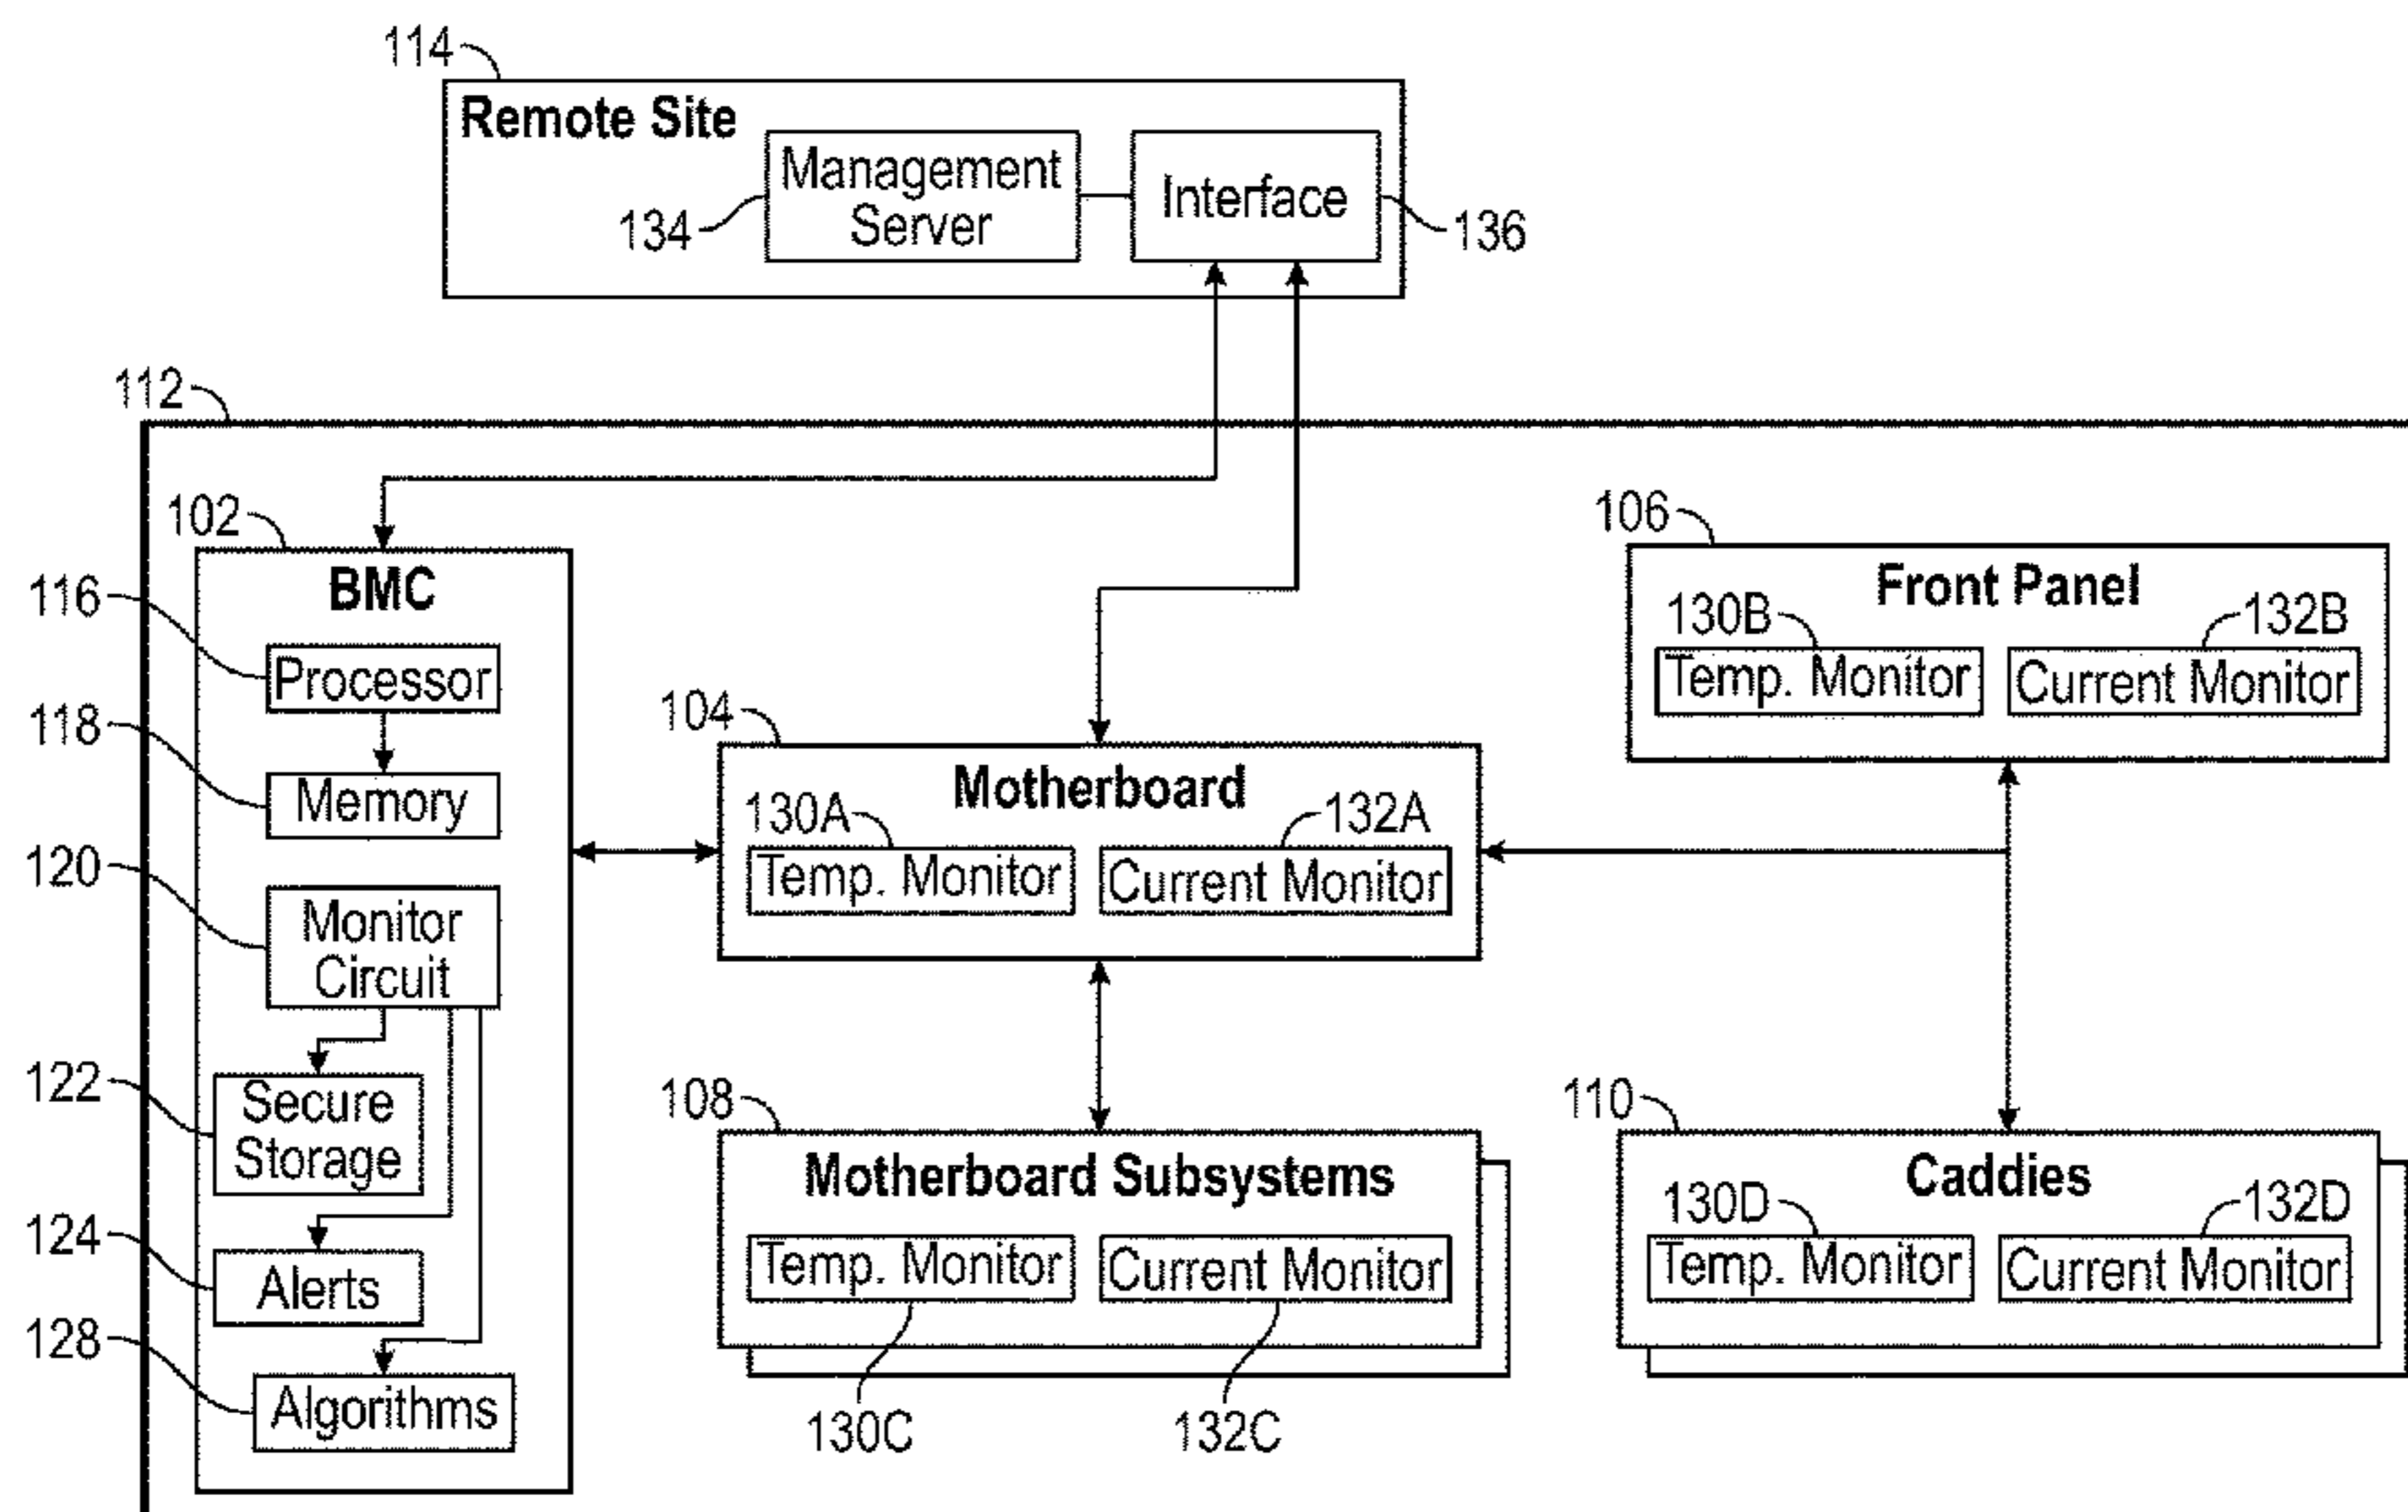 114
Remote Site
Management
Server
Interface
134
136
112
102
BMC
116
Processor
118
Memory
120
Monitor
Circuit
122
Secure
Storage
124
Alerts
128
Algorithms
104
Motherboard
130A
132A
Temp. Monitor
Current Monitor
106
Front Panel
130B
132B
Temp. Monitor
Current Monitor
108
Motherboard Subsystems
Temp. Monitor
Current Monitor
130C
132C
110
Caddies
130D
132D
Temp. Monitor
Current Monitor